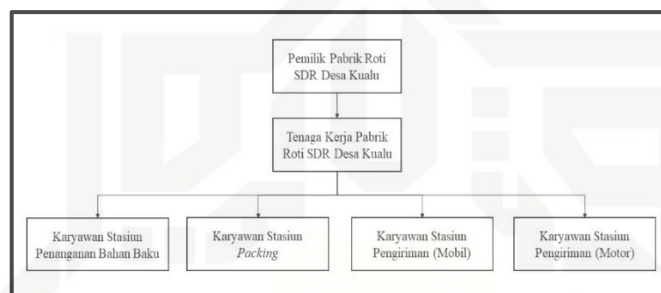 Pemilik Pabrik Roti
SDR Desa Kualu
Tenaga Kerja Pabrik
Roti SDR Desa Kualu
Karyawan Stasiun
Penanganan Bahan Baku
Karyawan Stasiun
Packing
Karyawan Stasiun
Pengiriman (Mobil)
Karyawan Stasiun
Pengiriman (Motor)